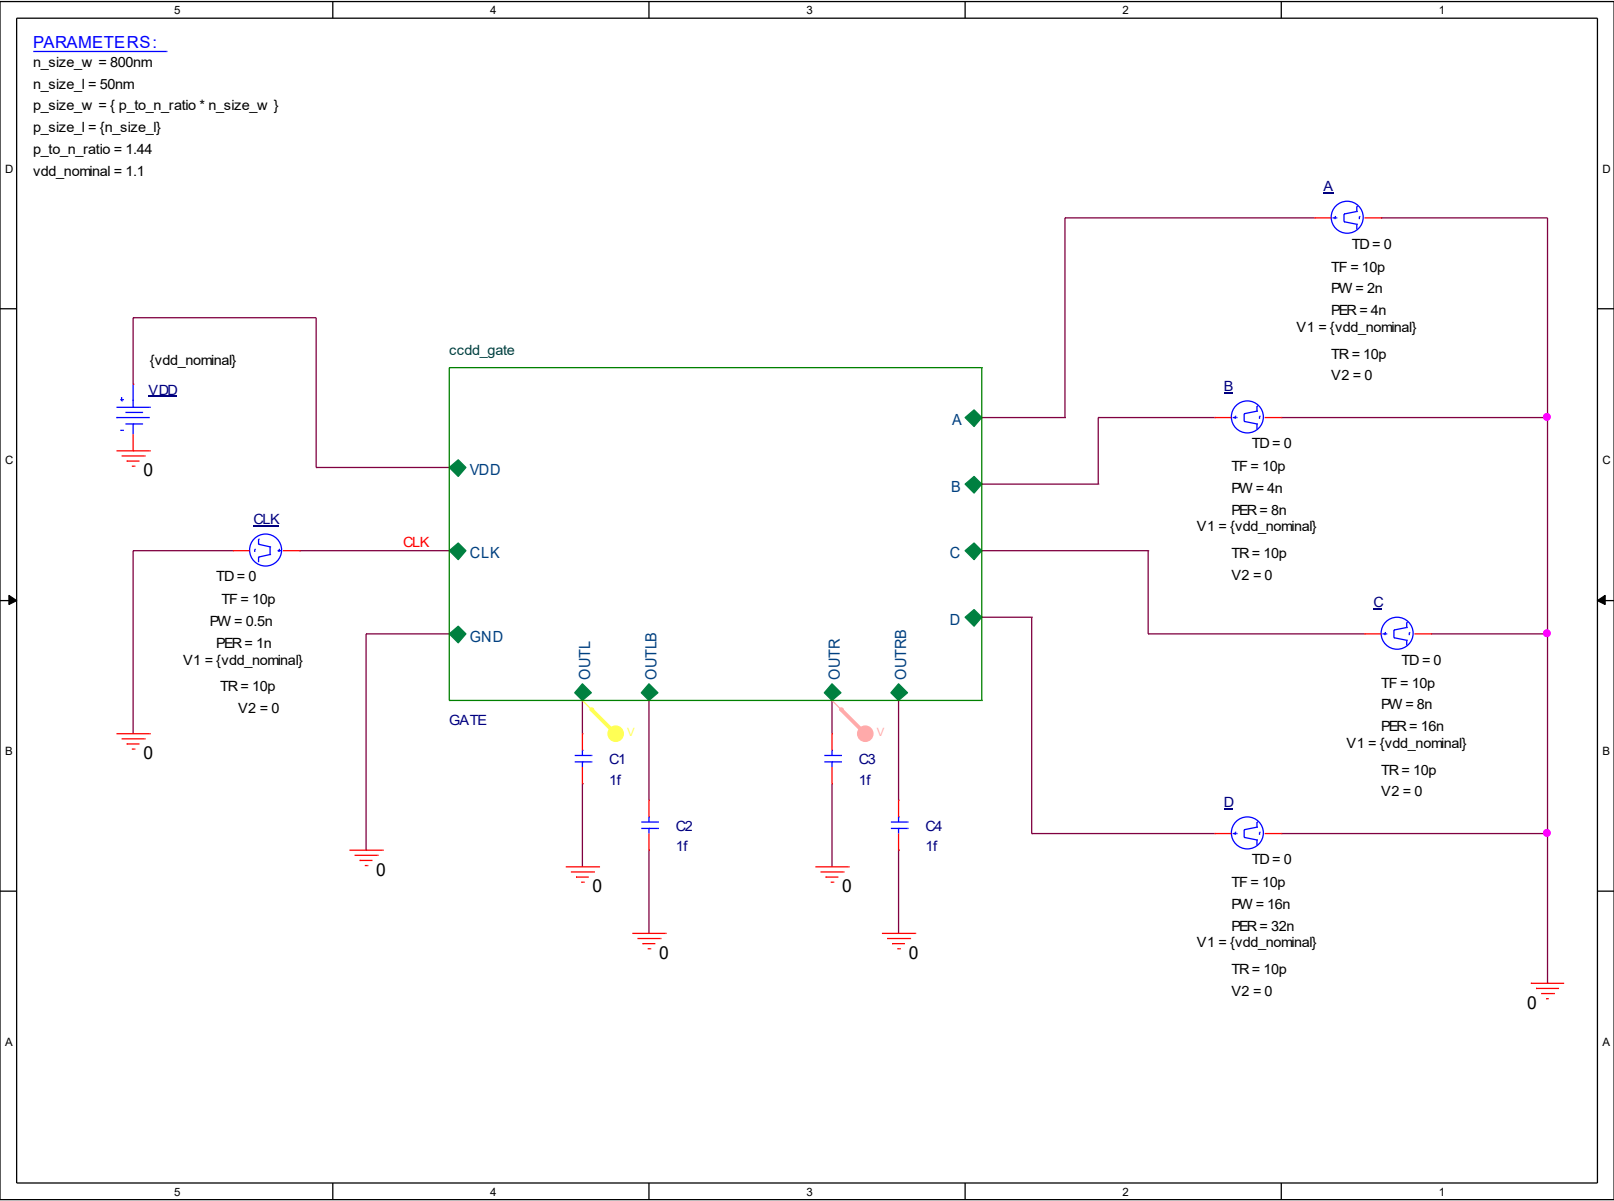 5 4 3 2 1
PARAMETERS:
n_size_w = 800nm
n_size_l = 50nm
p_size_w = { p_to_n_ratio * n_size_w }
p_size_l = {n_size_l}
p_to_n_ratio = 1.44
vdd_nominal = 1.1
D D
A
TD = 0
TF = 10p
PW = 2n
PER = 4n
V1 = {vdd_nominal}
TR = 10p
V2 = 0
{vdd_nominal}
VDD
+
-
0
C C
ccdd_gate
VDD
CLK
GND
A
B
C
D
OUTL
OUTLB
OUTR
OUTRB
GATE
B
TD = 0
TF = 10p
PW = 4n
PER = 8n
V1 = {vdd_nominal}
TR = 10p
V2 = 0
CLK
CLK
TD = 0
TF = 10p
PW = 0.5n
PER = 1n
V1 = {vdd_nominal}
TR = 10p
V2 = 0
0
C
TD = 0
TF = 10p
PW = 8n
PER = 16n
V1 = {vdd_nominal}
TR = 10p
V2 = 0
B B
V
V
C1
1f
C3
1f
C2
1f
C4
1f
0
0
0
0
0
D
TD = 0
TF = 10p
PW = 16n
PER = 32n
V1 = {vdd_nominal}
TR = 10p
V2 = 0
0
A A
5 4 3 2 1